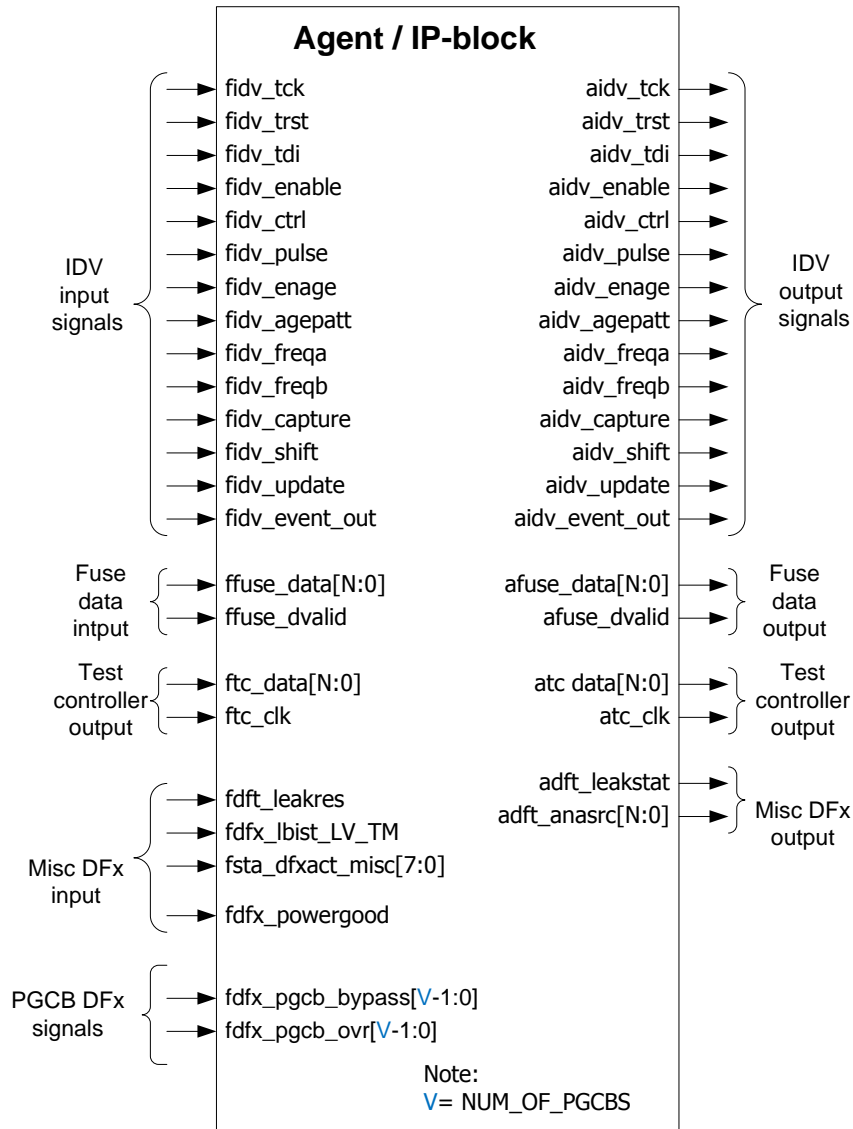 Agent / IP-block
IDV
input
signals
fidv_tck
fidv_trst
fidv_tdi
fidv_enable
fidv_ctrl
fidv_pulse
fidv_enage
fidv_agepatt
fidv_freqa
fidv_freqb
fidv_capture
fidv_shift
fidv_update
fidv_event_out
aidv_tck
aidv_trst
aidv_tdi
aidv_enable
aidv_ctrl
aidv_pulse
aidv_enage
aidv_agepatt
aidv_freqa
aidv_freqb
aidv_capture
aidv_shift
aidv_update
aidv_event_out
IDV
output
signals
Fuse
data
intput
ffuse_data[N:0]
ffuse_dvalid
afuse_data[N:0]
afuse_dvalid
Fuse
data
output
Test
controller
output
ftc_data[N:0]
ftc_clk
atc data[N:0]
atc_clk
Test
controller
output
Misc DFx
input
fdft_leakres
fdfx_lbist_LV_TM
fsta_dfxact_misc[7:0]
fdfx_powergood
adft_leakstat
adft_anasrc[N:0]
Misc DFx
output
PGCB DFx
signals
fdfx_pgcb_bypass[V-1:0]
fdfx_pgcb_ovr[V-1:0]
Note:
V= NUM_OF_PGCBS